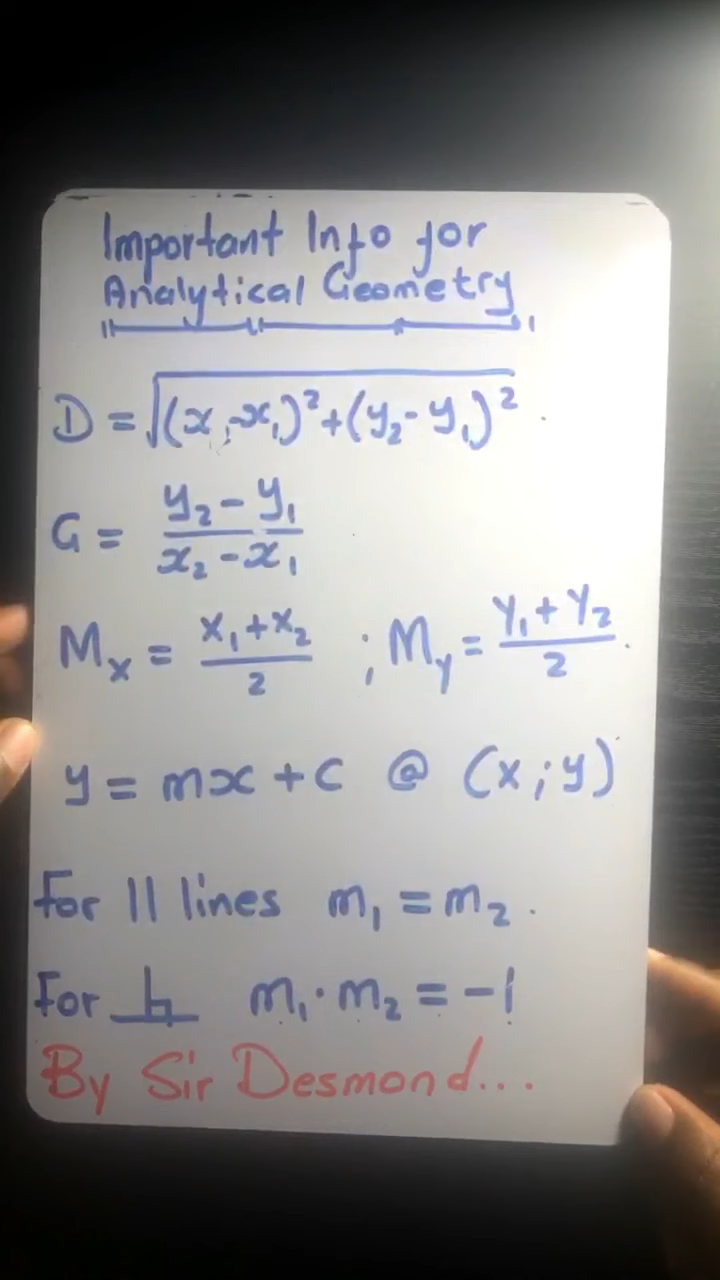 Important Info for
Analytical Geometry
D = √(x₂-x₁)² + (y₂- y₁)²
G = y₂ - y₁ / x₂ - x₁
Mx = x₁ + x₂ / 2 ; My = y₁ + y₂ / 2
y = mx + c @ (x ; y)
For || lines m₁ = m₂ .
For ⊥ m₁ · m₂ = -1
By Sir Desmond...